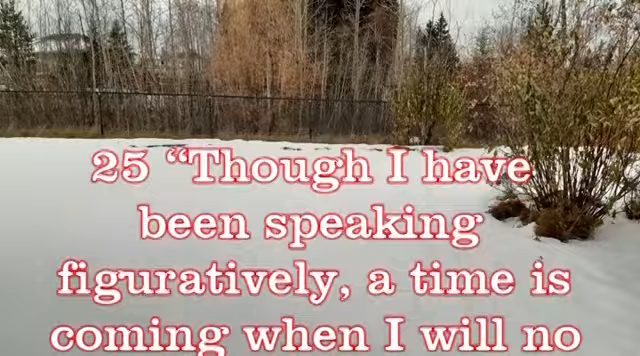 25 “Though I have
been speaking
figuratively, a time is
coming when I will no